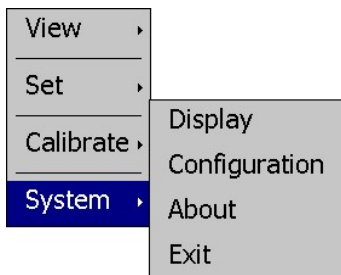 View
Set
Calibrate
System
Display
Configuration
About
Exit